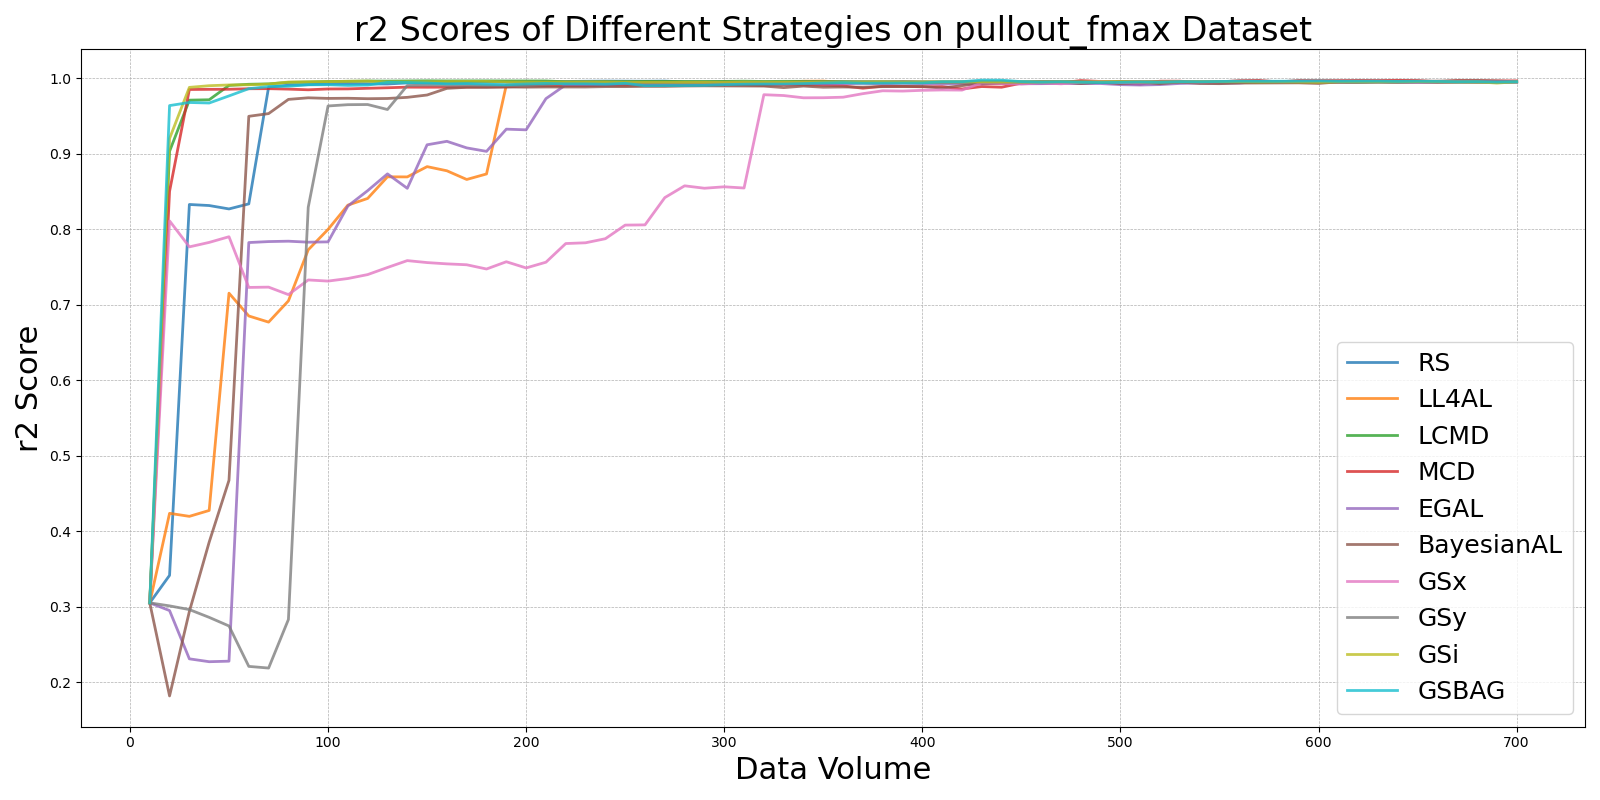 r2 Scores of Different Strategies on pullout_fmax Dataset
1.0
0.9
0.8
0.7
0.6
0.5
0.4
0.3
0.2
r2 Score
RS
LL4AL
LCMD
MCD
EGAL
BayesianAL
GSx
GSy
GSi
GSBAG
0 100 200 300 400 500 600 700
Data Volume